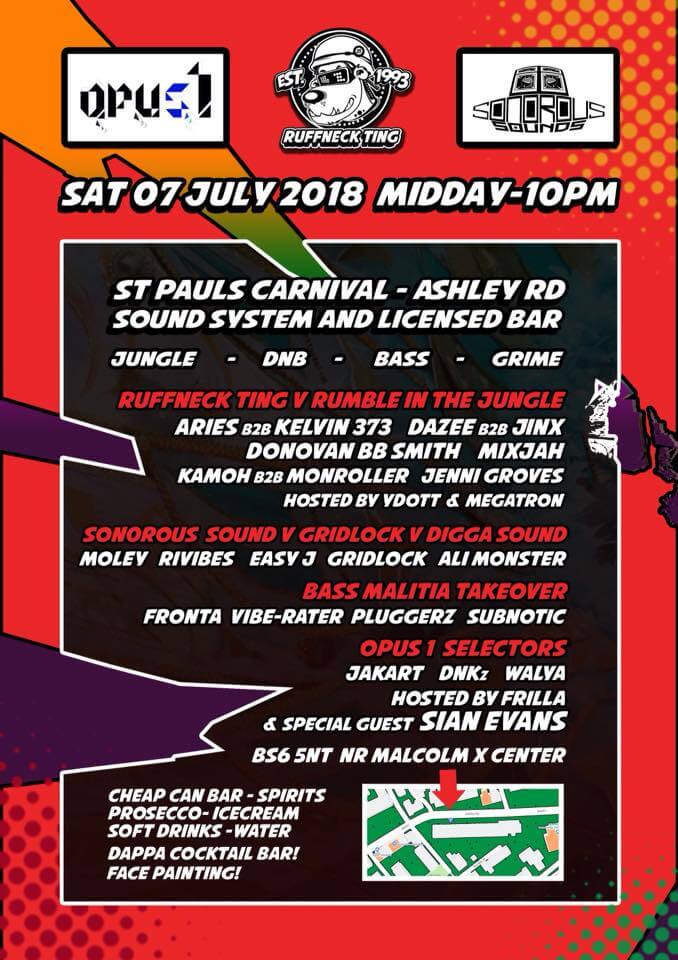 OPUS1
EST. 1993
RUFFNECK TING
SONOROUS
SOUNDS
SAT 07 JULY 2018 MIDDAY-10PM
ST PAULS CARNIVAL - ASHLEY RD
SOUND SYSTEM AND LICENSED BAR
JUNGLE - DNB - BASS - GRIME
RUFFNECK TING V RUMBLE IN THE JUNGLE
ARIES B2B KELVIN 373 DAZEE B2B JINX
DONOVAN BB SMITH MIXJAH
KAMOH B2B MONROLLER JENNI GROVES
HOSTED BY YDOTT & MEGATRON
SONOROUS SOUND V GRIDLOCK V DIGGA SOUND
MOLEY RIVIBES EASY J GRIDLOCK ALI MONSTER
BASS MALITIA TAKEOVER
FRONTA VIBE-RATER PLUGGERZ SUBNOTIC
OPUS 1 SELECTORS
JAKART DNKz WALYA
HOSTED BY FRILLA
& SPECIAL GUEST SIAN EVANS
BS6 5NT NR MALCOLM X CENTER
CHEAP CAN BAR - SPIRITS
PROSECCO- ICECREAM
SOFT DRINKS -WATER
DAPPA COCKTAIL BAR!
FACE PAINTING!